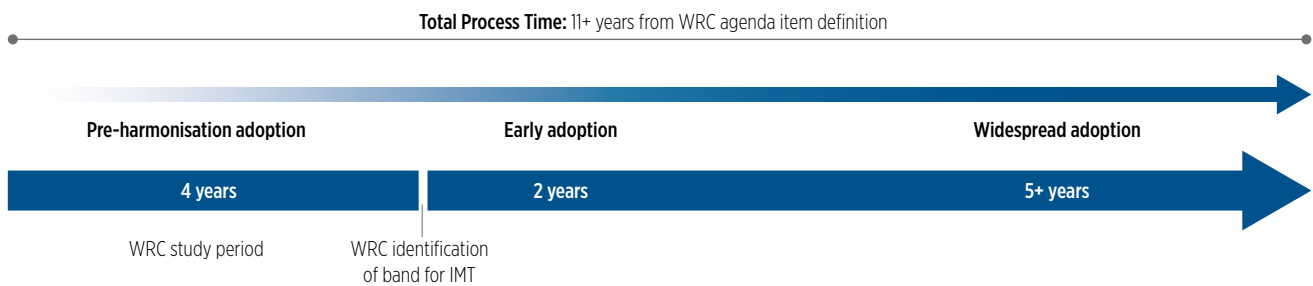 Total Process Time: 11+ years from WRC agenda item definition
Pre-harmonisation adoption
Early adoption
Widespread adoption
4 years
2 years
5+ years
WRC study period
WRC identification
of band for IMT